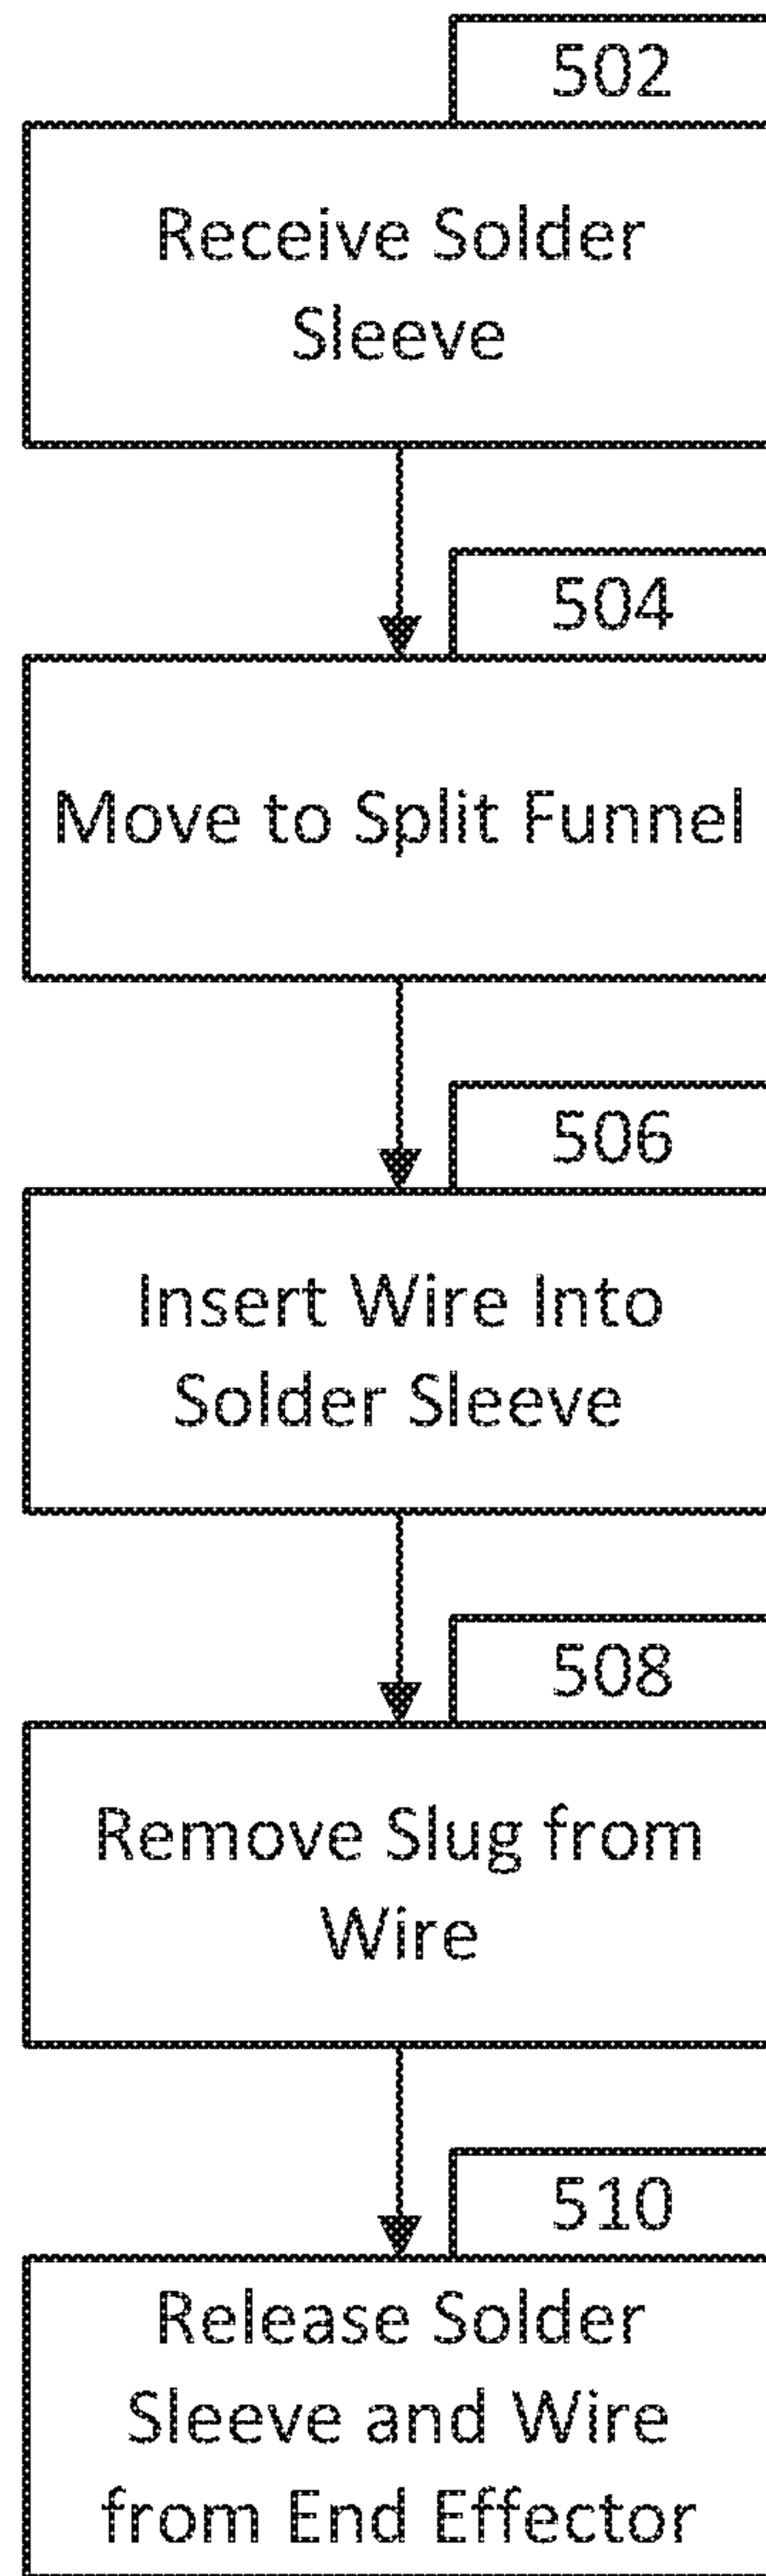 502
Receive Solder
Sleeve
504
Move to Split Funnel
506
Insert Wire Into
Solder Sleeve
508
Remove Slug from
Wire
510
Release Solder
Sleeve and Wire
from End Effector